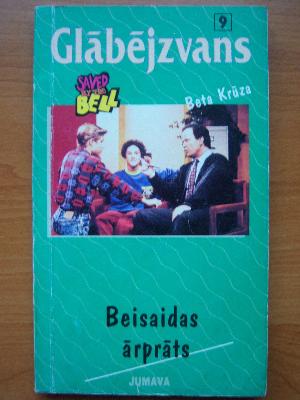 9
Glābējzvans
SAVED
BY THE
BELL
Beta Krūza
Beisaidas
ārprāts
JUMAVA